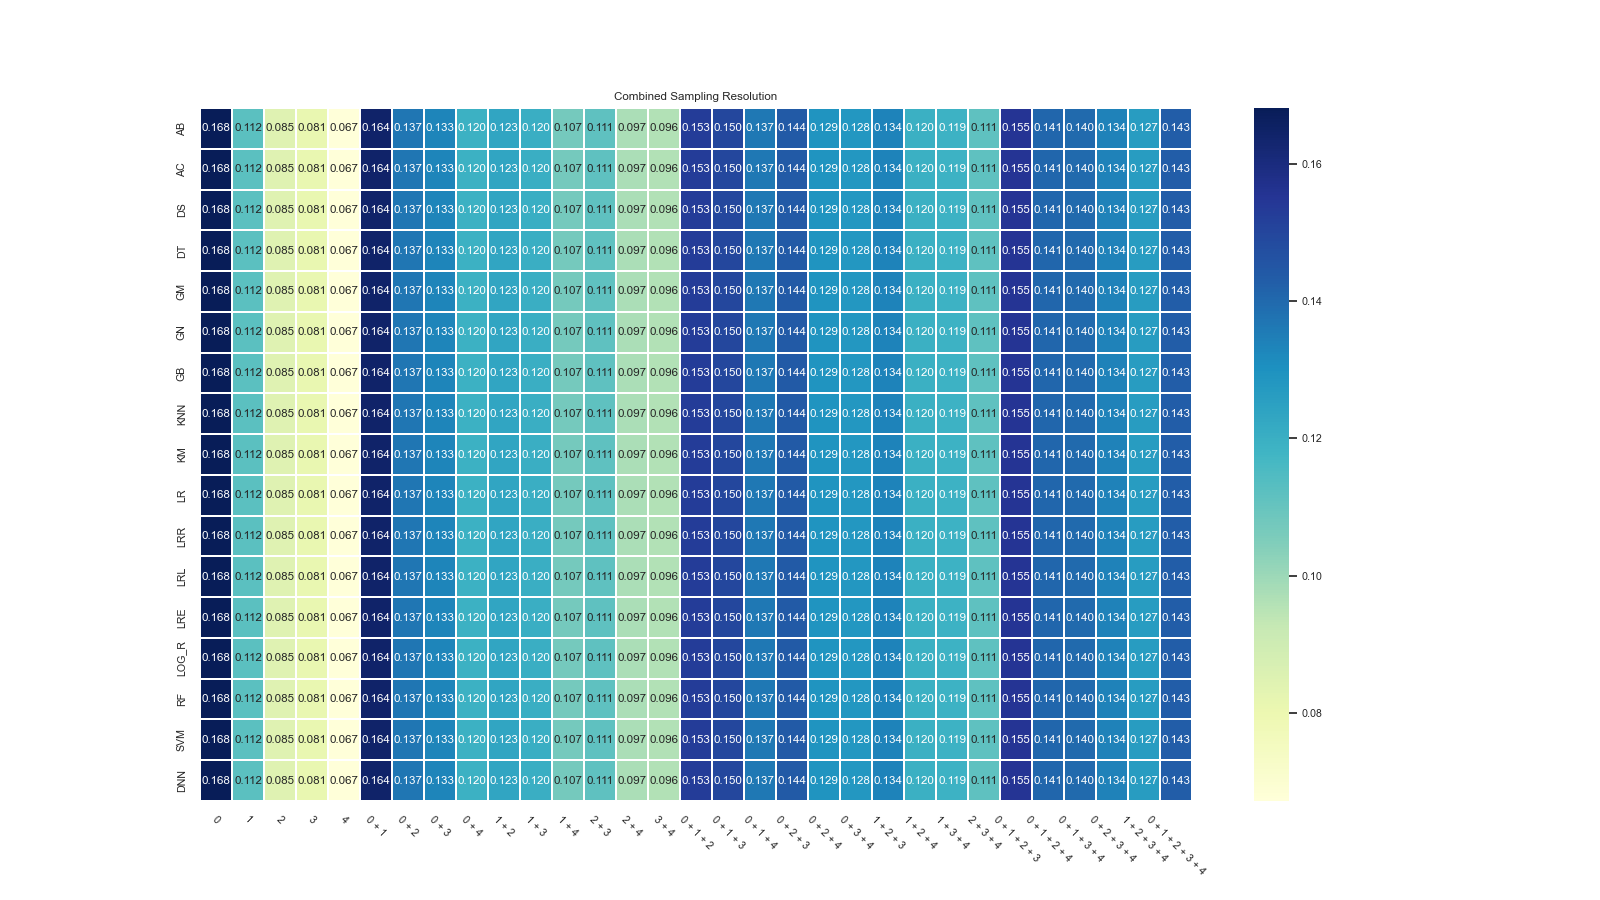 Combined Sampling Resolution
AB 0.168 0.112 0.085 0.081 0.067 0.164 0.137 0.133 0.120 0.123 0.120 0.107 0.111 0.097 0.096 0.153 0.150 0.137 0.144 0.129 0.128 0.134 0.120 0.119 0.111 0.155 0.141 0.140 0.134 0.127 0.143
AC 0.168 0.112 0.085 0.081 0.067 0.164 0.137 0.133 0.120 0.123 0.120 0.107 0.111 0.097 0.096 0.153 0.150 0.137 0.144 0.129 0.128 0.134 0.120 0.119 0.111 0.155 0.141 0.140 0.134 0.127 0.143
DS 0.168 0.112 0.085 0.081 0.067 0.164 0.137 0.133 0.120 0.123 0.120 0.107 0.111 0.097 0.096 0.153 0.150 0.137 0.144 0.129 0.128 0.134 0.120 0.119 0.111 0.155 0.141 0.140 0.134 0.127 0.143
DT 0.168 0.112 0.085 0.081 0.067 0.164 0.137 0.133 0.120 0.123 0.120 0.107 0.111 0.097 0.096 0.153 0.150 0.137 0.144 0.129 0.128 0.134 0.120 0.119 0.111 0.155 0.141 0.140 0.134 0.127 0.143
GM 0.168 0.112 0.085 0.081 0.067 0.164 0.137 0.133 0.120 0.123 0.120 0.107 0.111 0.097 0.096 0.153 0.150 0.137 0.144 0.129 0.128 0.134 0.120 0.119 0.111 0.155 0.141 0.140 0.134 0.127 0.143
GN 0.168 0.112 0.085 0.081 0.067 0.164 0.137 0.133 0.120 0.123 0.120 0.107 0.111 0.097 0.096 0.153 0.150 0.137 0.144 0.129 0.128 0.134 0.120 0.119 0.111 0.155 0.141 0.140 0.134 0.127 0.143
GB 0.168 0.112 0.085 0.081 0.067 0.164 0.137 0.133 0.120 0.123 0.120 0.107 0.111 0.097 0.096 0.153 0.150 0.137 0.144 0.129 0.128 0.134 0.120 0.119 0.111 0.155 0.141 0.140 0.134 0.127 0.143
KNN 0.168 0.112 0.085 0.081 0.067 0.164 0.137 0.133 0.120 0.123 0.120 0.107 0.111 0.097 0.096 0.153 0.150 0.137 0.144 0.129 0.128 0.134 0.120 0.119 0.111 0.155 0.141 0.140 0.134 0.127 0.143
KM 0.168 0.112 0.085 0.081 0.067 0.164 0.137 0.133 0.120 0.123 0.120 0.107 0.111 0.097 0.096 0.153 0.150 0.137 0.144 0.129 0.128 0.134 0.120 0.119 0.111 0.155 0.141 0.140 0.134 0.127 0.143
LR 0.168 0.112 0.085 0.081 0.067 0.164 0.137 0.133 0.120 0.123 0.120 0.107 0.111 0.097 0.096 0.153 0.150 0.137 0.144 0.129 0.128 0.134 0.120 0.119 0.111 0.155 0.141 0.140 0.134 0.127 0.143
LRR 0.168 0.112 0.085 0.081 0.067 0.164 0.137 0.133 0.120 0.123 0.120 0.107 0.111 0.097 0.096 0.153 0.150 0.137 0.144 0.129 0.128 0.134 0.120 0.119 0.111 0.155 0.141 0.140 0.134 0.127 0.143
LRL 0.168 0.112 0.085 0.081 0.067 0.164 0.137 0.133 0.120 0.123 0.120 0.107 0.111 0.097 0.096 0.153 0.150 0.137 0.144 0.129 0.128 0.134 0.120 0.119 0.111 0.155 0.141 0.140 0.134 0.127 0.143
LRE 0.168 0.112 0.085 0.081 0.067 0.164 0.137 0.133 0.120 0.123 0.120 0.107 0.111 0.097 0.096 0.153 0.150 0.137 0.144 0.129 0.128 0.134 0.120 0.119 0.111 0.155 0.141 0.140 0.134 0.127 0.143
LOG_R 0.168 0.112 0.085 0.081 0.067 0.164 0.137 0.133 0.120 0.123 0.120 0.107 0.111 0.097 0.096 0.153 0.150 0.137 0.144 0.129 0.128 0.134 0.120 0.119 0.111 0.155 0.141 0.140 0.134 0.127 0.143
RF 0.168 0.112 0.085 0.081 0.067 0.164 0.137 0.133 0.120 0.123 0.120 0.107 0.111 0.097 0.096 0.153 0.150 0.137 0.144 0.129 0.128 0.134 0.120 0.119 0.111 0.155 0.141 0.140 0.134 0.127 0.143
SVM 0.168 0.112 0.085 0.081 0.067 0.164 0.137 0.133 0.120 0.123 0.120 0.107 0.111 0.097 0.096 0.153 0.150 0.137 0.144 0.129 0.128 0.134 0.120 0.119 0.111 0.155 0.141 0.140 0.134 0.127 0.143
DNN 0.168 0.112 0.085 0.081 0.067 0.164 0.137 0.133 0.120 0.123 0.120 0.107 0.111 0.097 0.096 0.153 0.150 0.137 0.144 0.129 0.128 0.134 0.120 0.119 0.111 0.155 0.141 0.140 0.134 0.127 0.143
0
1
2
3
4
0 + 1
0 + 2
0 + 3
0 + 4
1 + 2
1 + 3
1 + 4
2 + 3
2 + 4
3 + 4
0 + 1 + 2
0 + 1 + 3
0 + 1 + 4
0 + 2 + 3
0 + 2 + 4
0 + 3 + 4
1 + 2 + 3
1 + 2 + 4
1 + 3 + 4
2 + 3 + 4
0 + 1 + 2 + 3
0 + 1 + 2 + 4
0 + 1 + 3 + 4
0 + 2 + 3 + 4
1 + 2 + 3 + 4
0 + 1 + 2 + 3 + 4
0.16
0.14
0.12
0.10
0.08